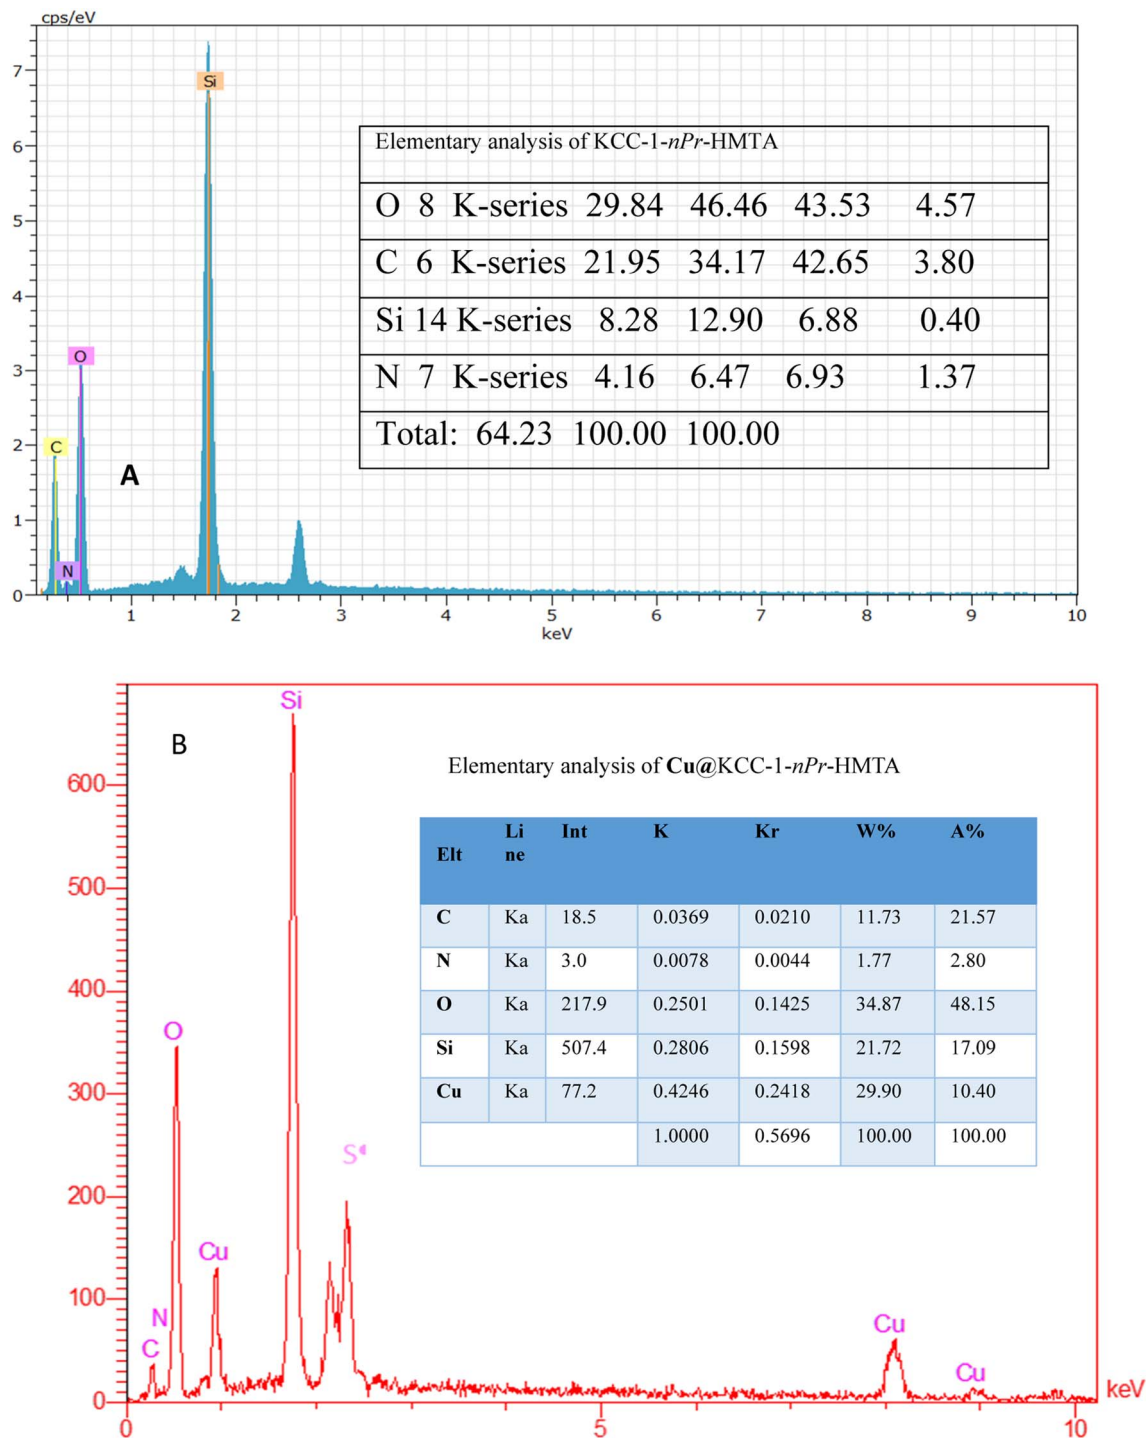 cps/eV
7
6
5
4
3
2
1
0
Si
O
C
N
A
Elementary analysis of KCC-1-nPr-HMTA
O 8 K-series 29.84 46.46 43.53 4.57
C 6 K-series 21.95 34.17 42.65 3.80
Si 14 K-series 8.28 12.90 6.88 0.40
N 7 K-series 4.16 6.47 6.93 1.37
Total: 64.23 100.00 100.00
1 2 3 4 5 6 7 8 9 10
keV
B
Si
600
500
400
300
200
100
0
O
Cu
N
C
S
Cu
Cu
Elementary analysis of Cu@KCC-1-nPr-HMTA
Elt Li
ne Int K Kr W% A%
C Ka 18.5 0.0369 0.0210 11.73 21.57
N Ka 3.0 0.0078 0.0044 1.77 2.80
O Ka 217.9 0.2501 0.1425 34.87 48.15
Si Ka 507.4 0.2806 0.1598 21.72 17.09
Cu Ka 77.2 0.4246 0.2418 29.90 10.40
1.0000 0.5696 100.00 100.00
0 5 10
keV